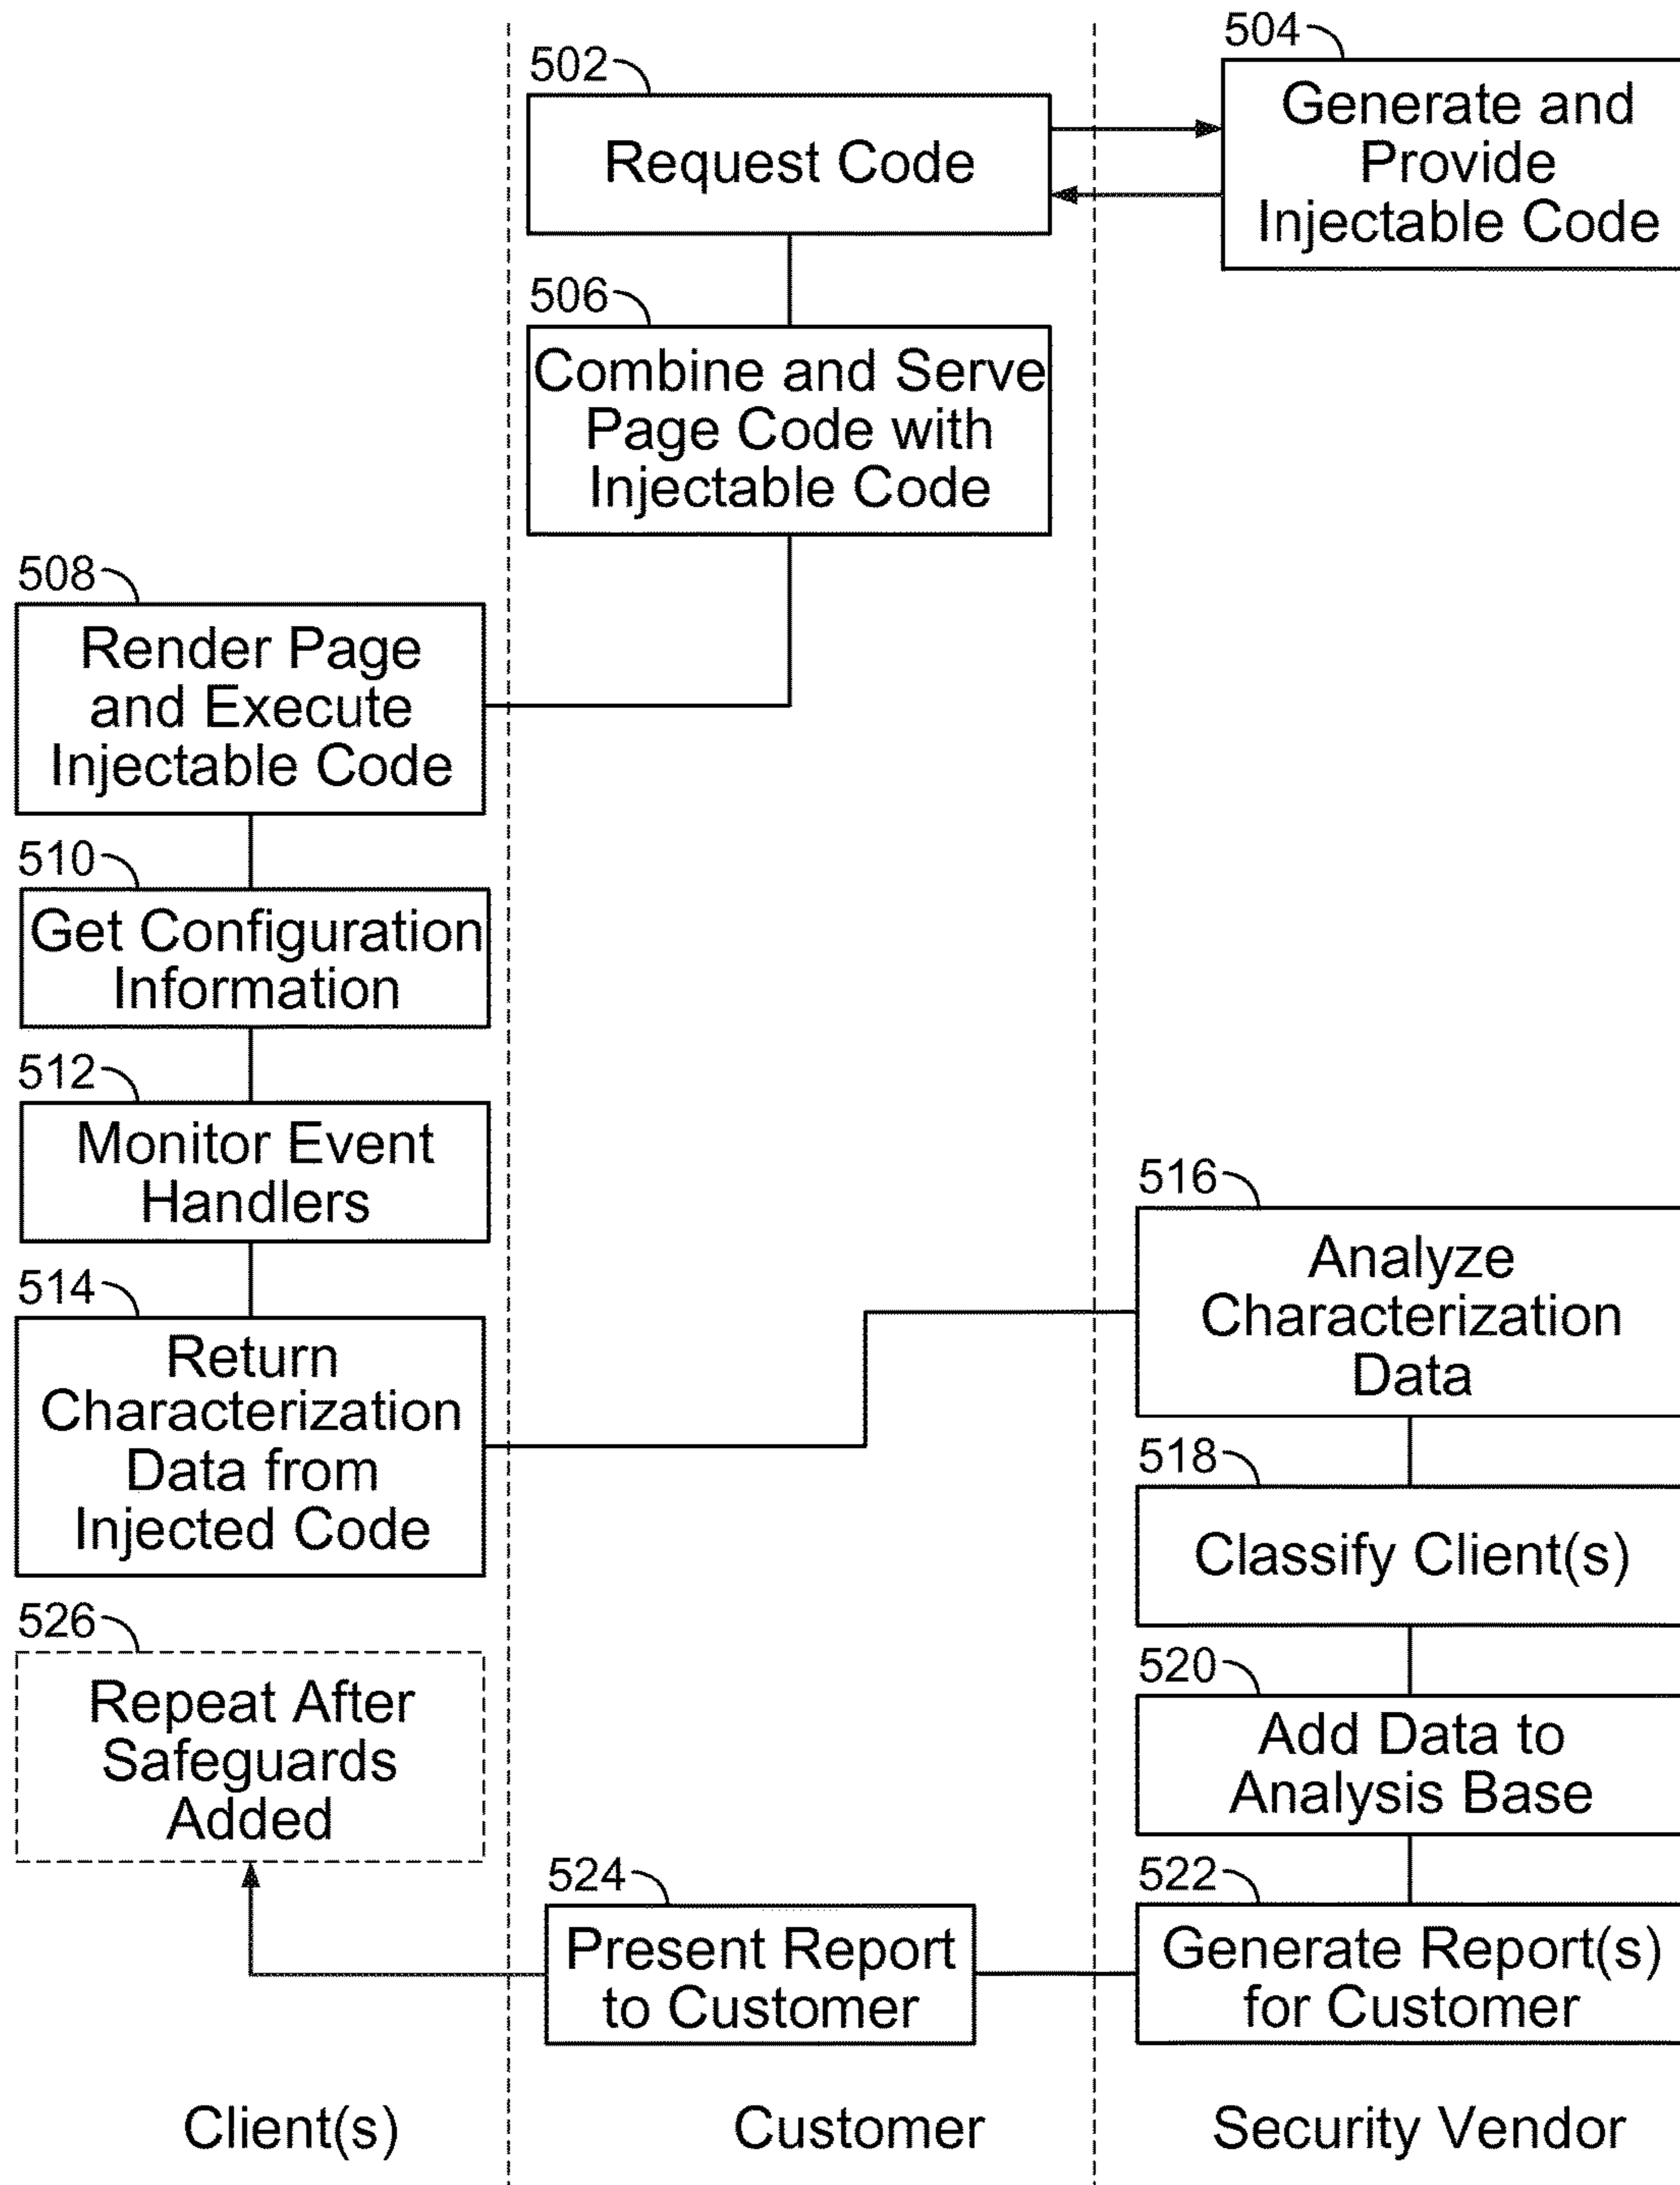 504
Generate and
Provide
Injectable Code
502
Request Code
506
Combine and Serve
Page Code with
Injectable Code
508
Render Page
and Execute
Injectable Code
510
Get Configuration
Information
512
Monitor Event
Handlers
514
Return
Characterization
Data from
Injected Code
516
Analyze
Characterization
Data
518
Classify Client(s)
520
Add Data to
Analysis Base
522
Generate Report(s)
for Customer
524
Present Report
to Customer
526
Repeat After
Safeguards
Added
Client(s)
Customer
Security Vendor